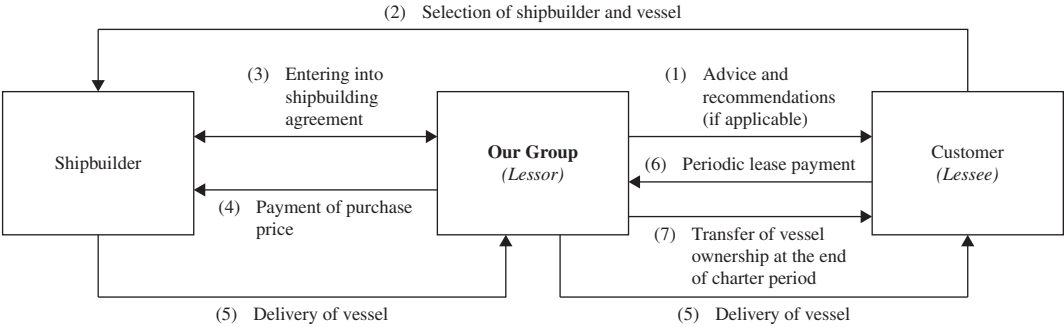 (2) Selection of shipbuilder and vessel
(3) Entering into
shipbuilding
agreement
(1) Advice and
recommendations
(if applicable)
Shipbuilder
Our Group
(Lessor)
Customer
(Lessee)
(6) Periodic lease payment
(4) Payment of purchase
price
(7) Transfer of vessel
ownership at the end
of charter period
(5) Delivery of vessel
(5) Delivery of vessel